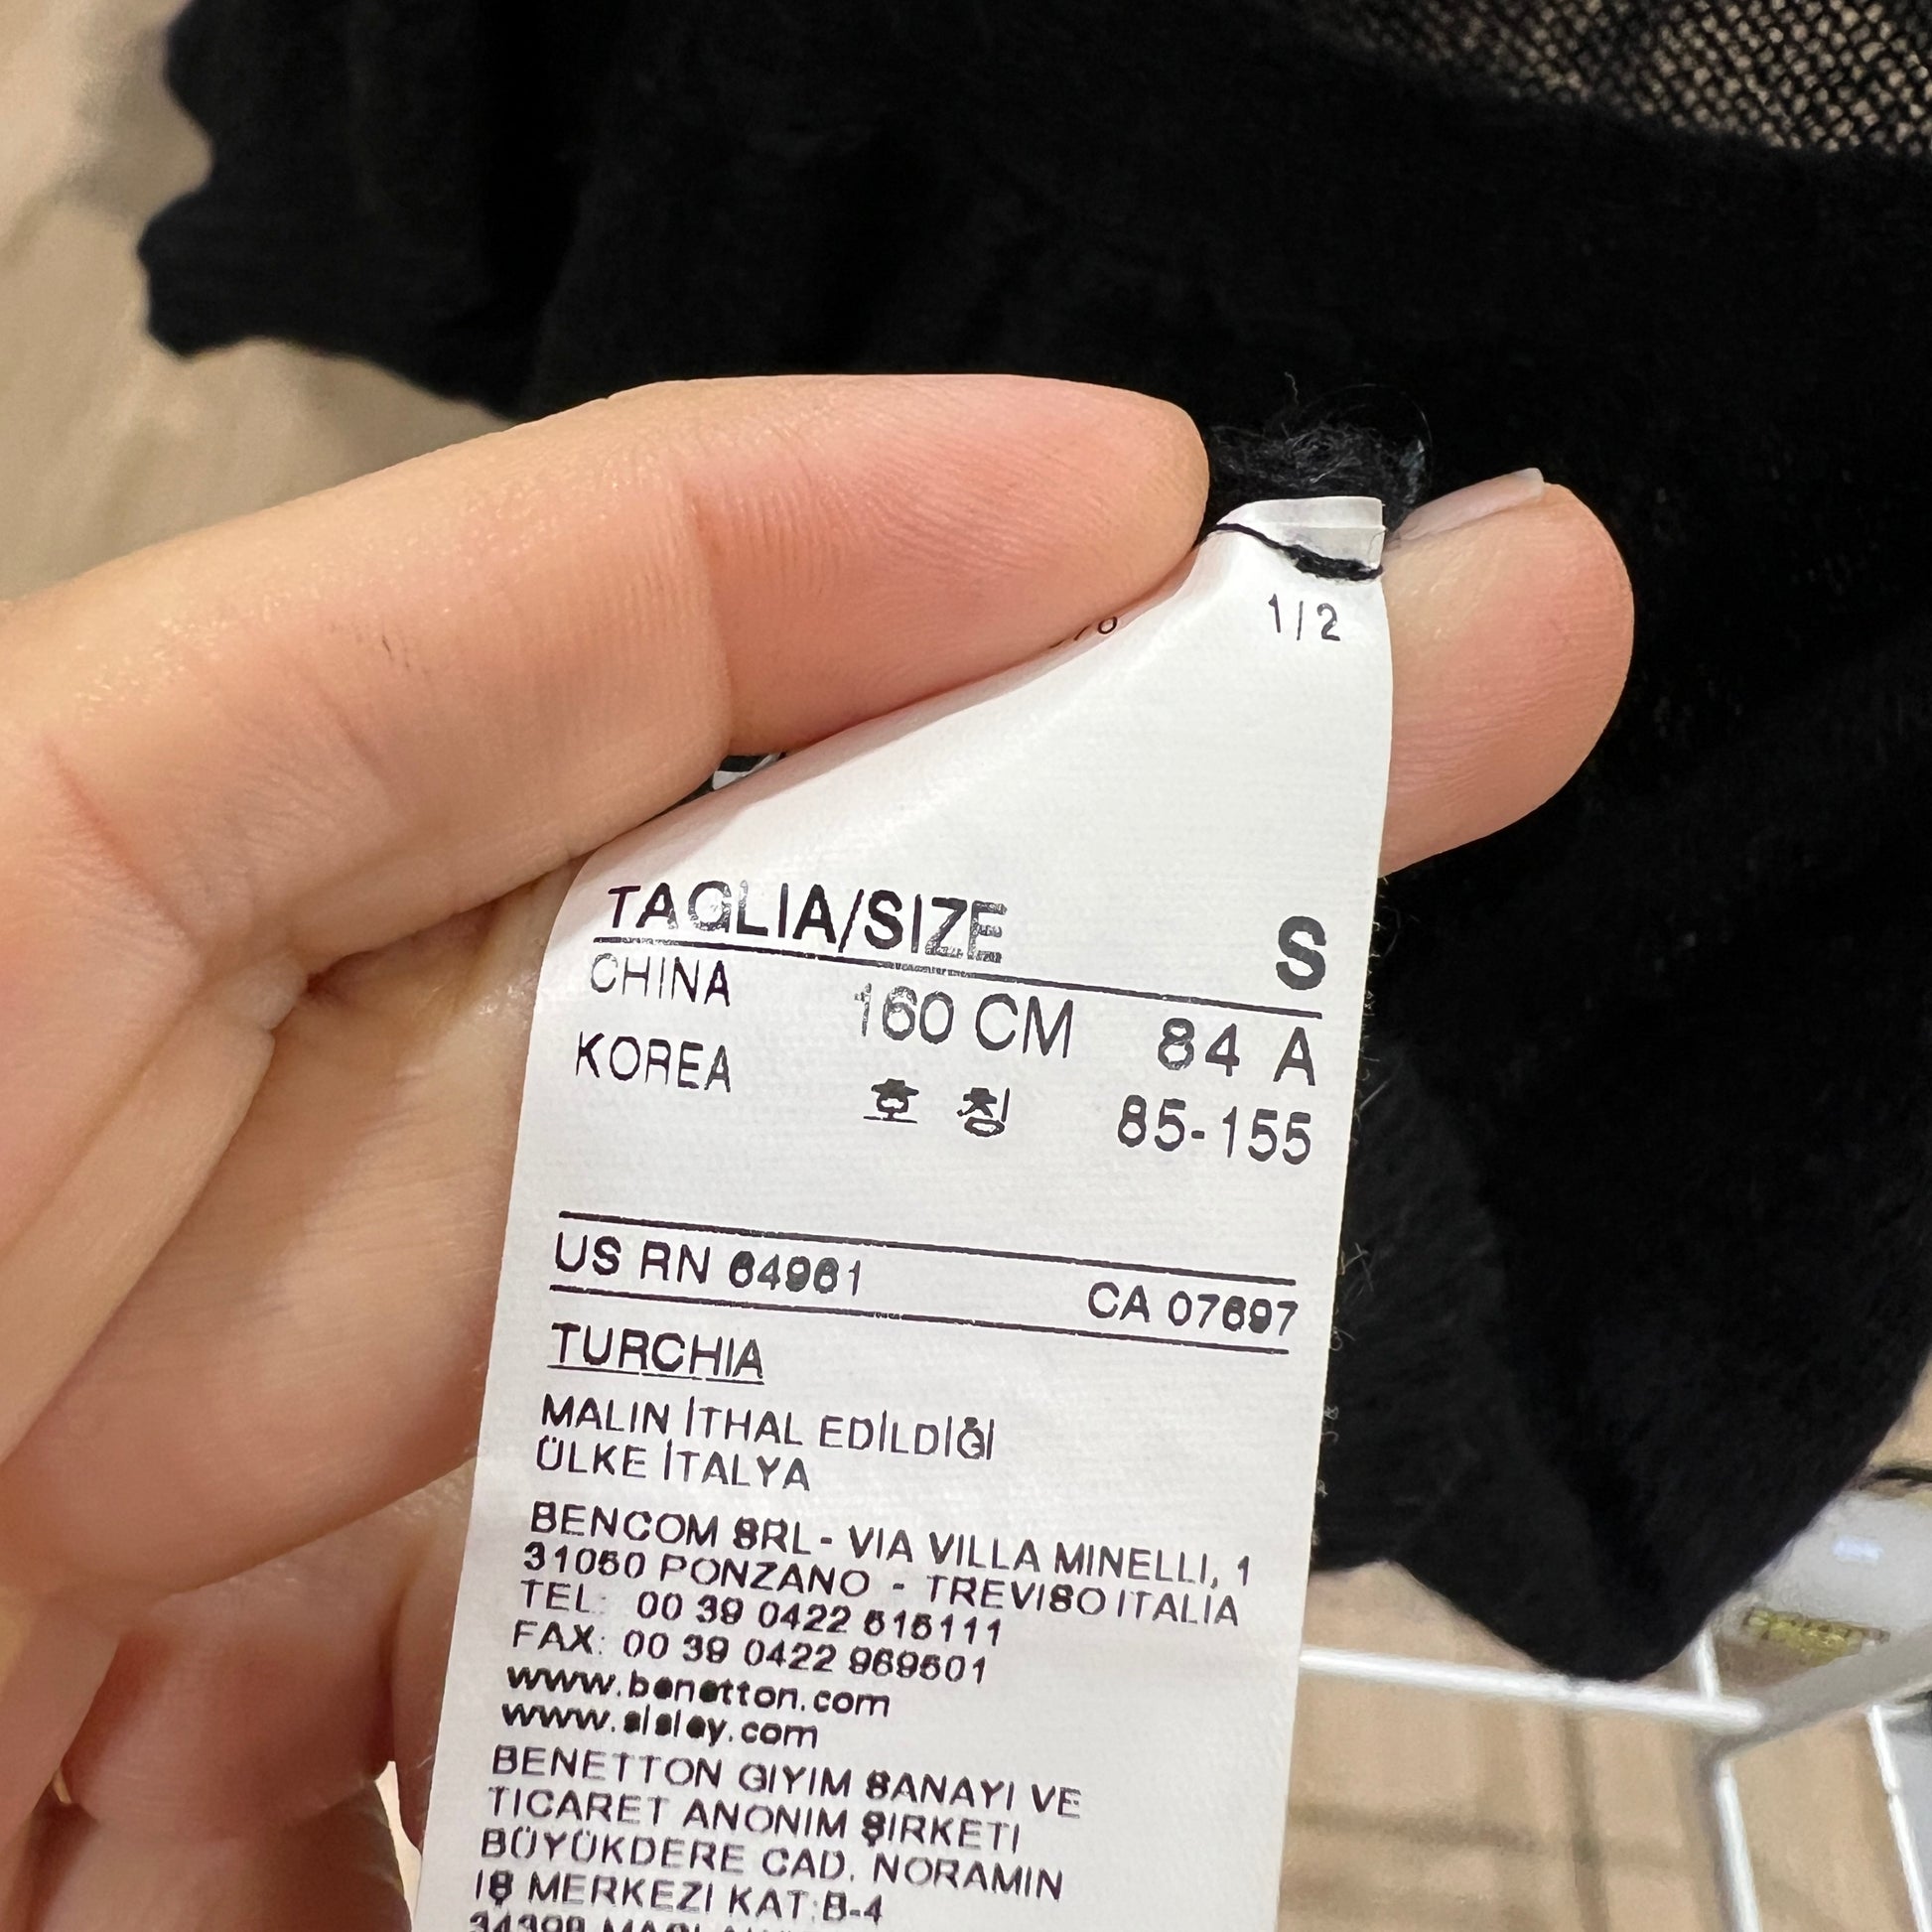 1/2
TAGLIA/SIZE S
CHINA 160 CM 84 A
KOREA 호 칭 85-155
US RN 64961 CA 07697
TURCHIA
MALIN İTHAL EDİLDİĞİ
ÜLKE İTALYA
BENCOM SRL - VIA VILLA MINELLI, 1
31050 PONZANO - TREVISO ITALIA
TEL: 00 39 0422 515111
FAX: 00 39 0422 969501
www.benetton.com
www.sisley.com
BENETTON GIYIM SANAYI VE
TICARET ANONIM ŞIRKETI
BÜYÜKDERE CAD. NORAMIN
IŞ MERKEZI KAT:B-4